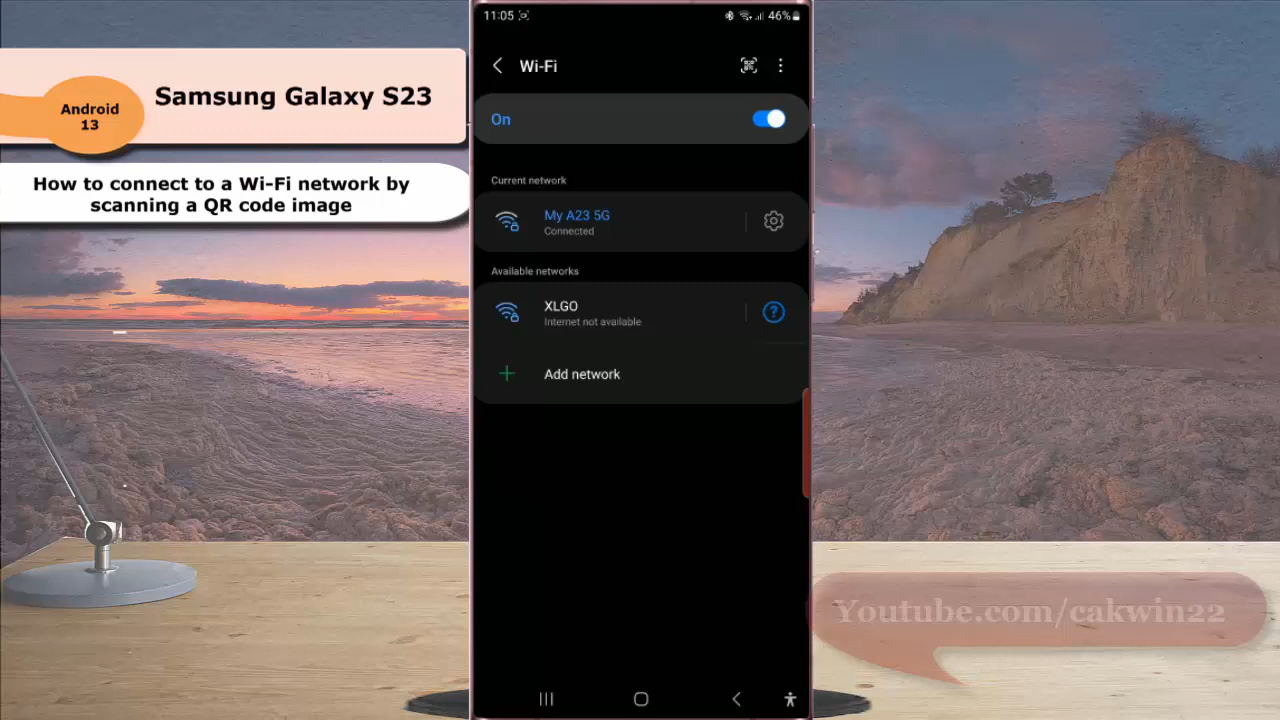 Samsung Galaxy S23
Android
13
How to connect to a Wi-Fi network by
scanning a QR code image
11:05
46%
Wi-Fi
On
Current network
My A23 5G
Connected
Available networks
XLGO
Internet not available
?
Add network
Youtube.com/cakwin22